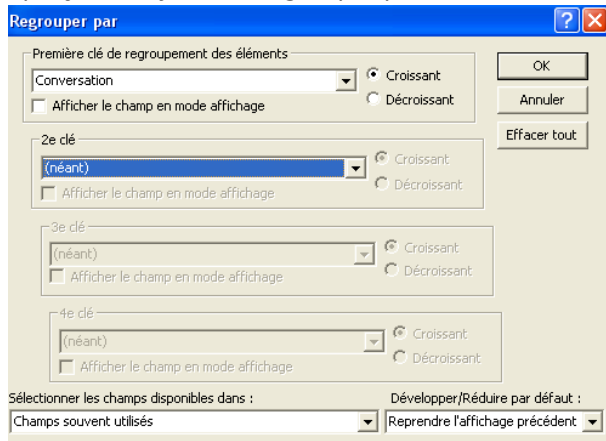 Regrouper par
Première clé de regroupement des éléments
Conversation
Croissant
Décroissant
Afficher le champ en mode affichage
OK
Annuler
Effacer tout
2e clé
(néant)
Croissant
Décroissant
Afficher le champ en mode affichage
3e clé
(néant)
Croissant
Décroissant
Afficher le champ en mode affichage
4e clé
(néant)
Croissant
Décroissant
Afficher le champ en mode affichage
Sélectionner les champs disponibles dans :
Développer/Réduire par défaut :
Champs souvent utilisés
Reprendre l'affichage précédent